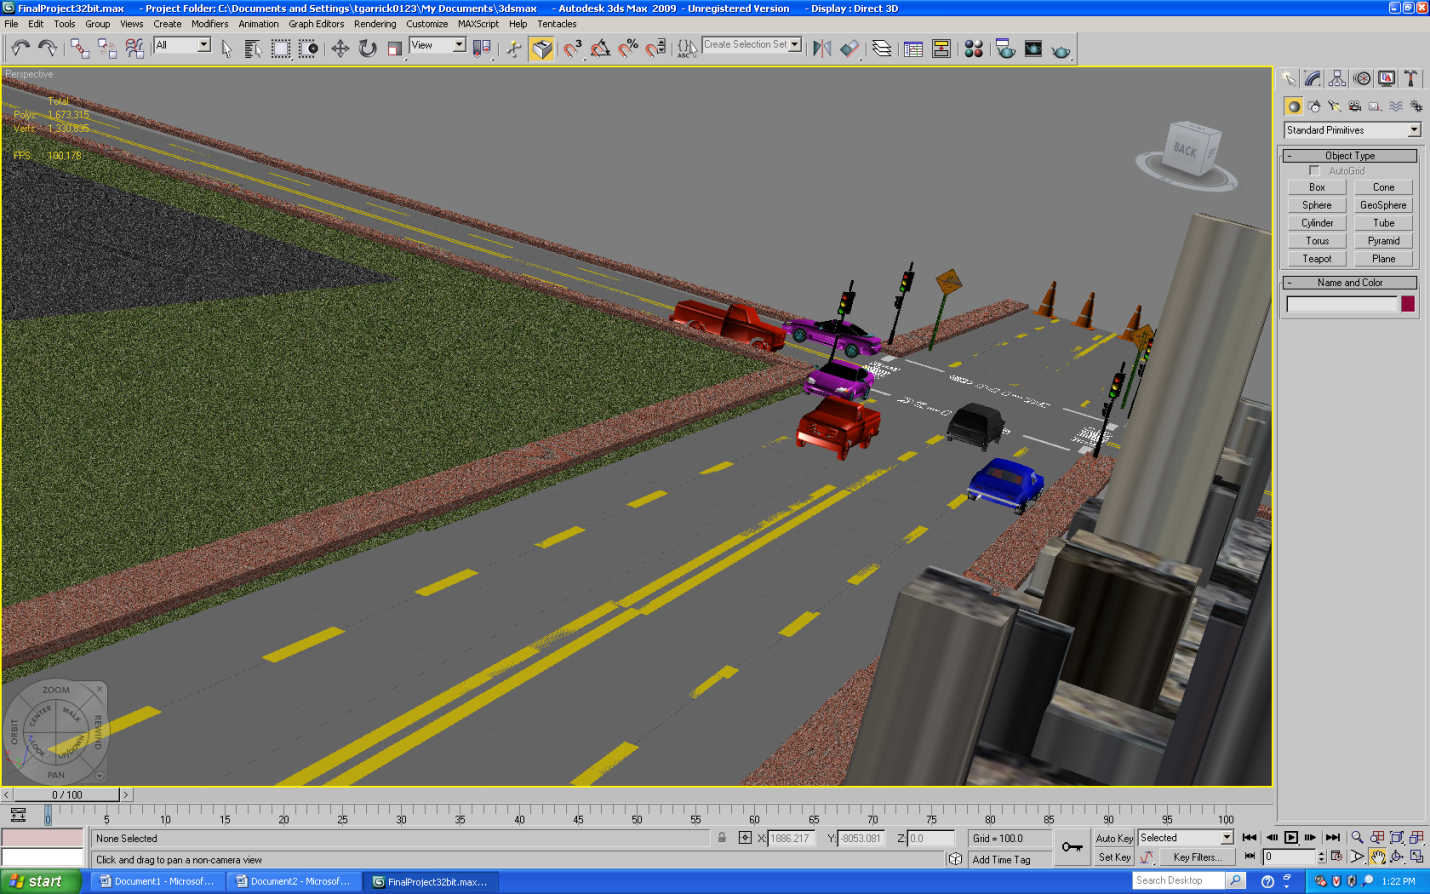 FinalProject32bit.max - Project Folder: C:\Documents and Settings\tgarrick0123\My Documents\3dsmax - Autodesk 3ds Max 2009 - Unregistered Version - Display : Direct 3D
File Edit Tools Group Views Create Modifiers Animation Graph Editors Rendering Customize MAXScript Help Tentacles
All View Create Selection Set
Perspective
Total
Polys: 1,673,315
Verts: 1,330,835
FPS: 100.178
BACK
Standard Primitives
- Object Type
AutoGrid
Box Cone
Sphere GeoSphere
Cylinder Tube
Torus Pyramid
Teapot Plane
- Name and Color
ZOOM
ORBIT CENTER WALK REWIND
LOOK UP/DOWN
PAN
< 0 / 100 >
0 5 10 15 20 25 30 35 40 45 50 55 60 65 70 75 80 85 90 95 100
None Selected X: 1886.217 Y: -8053.081 Z: 0.0 Grid = 100.0 Auto Key Selected
Click and drag to pan a non-camera view Add Time Tag Set Key Key Filters... 0
start Document1 - Microsof... Document2 - Microsof... FinalProject32bit.max... Search Desktop 1:22 PM